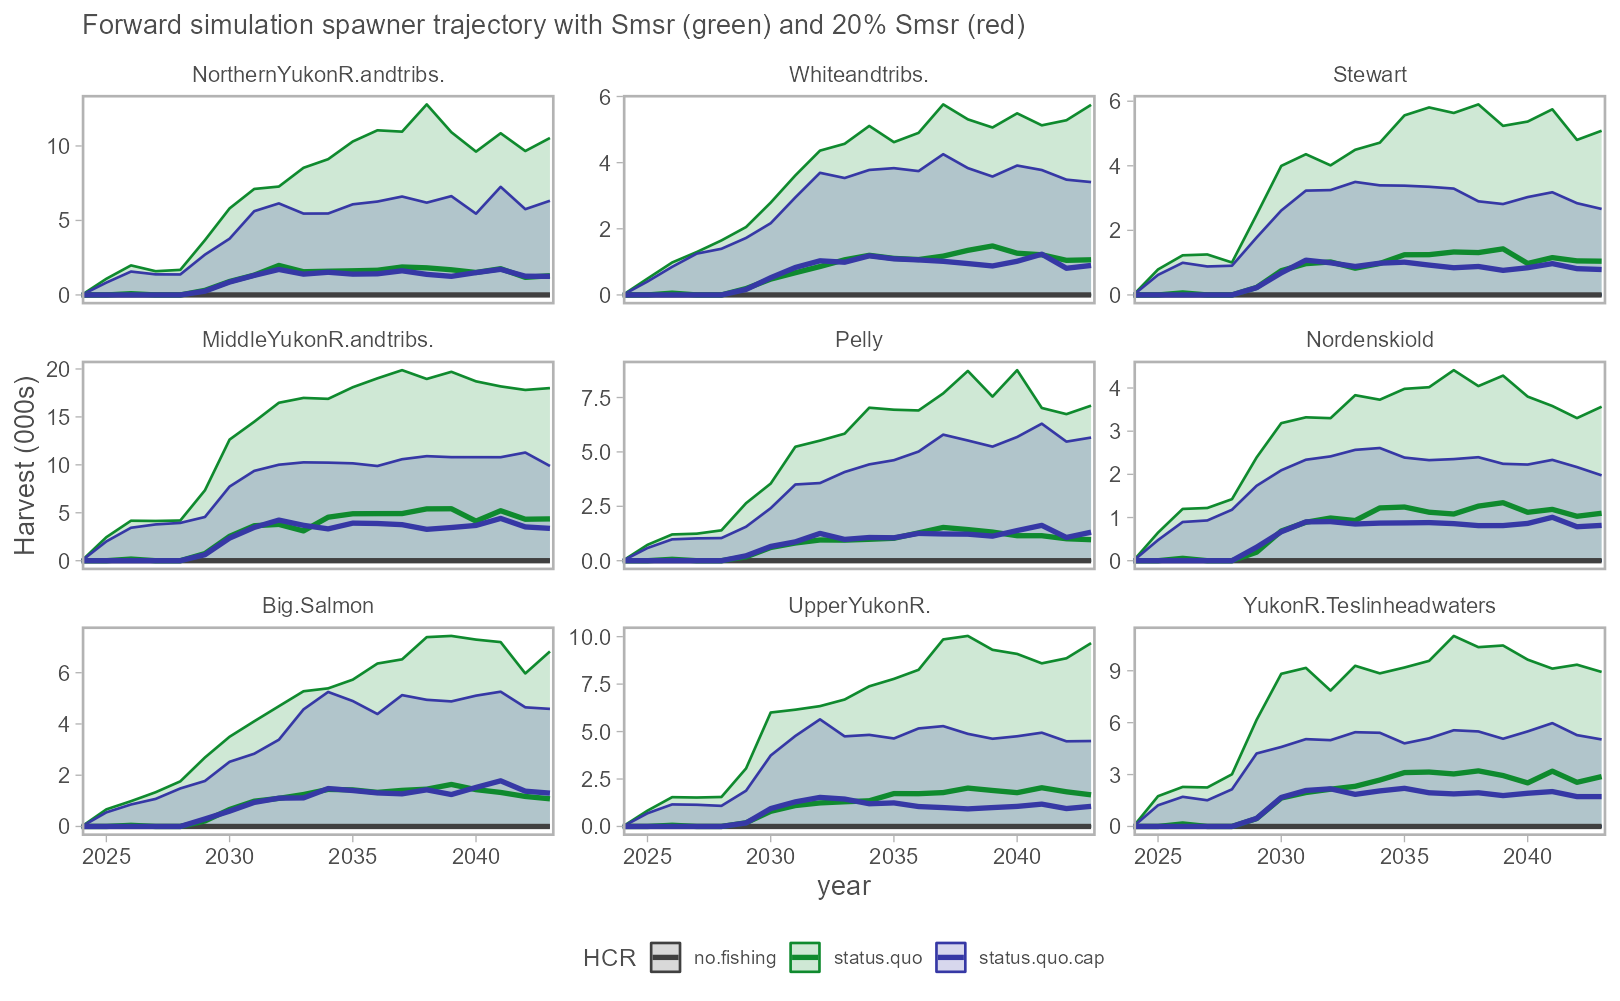 Forward simulation spawner trajectory with Smsr (green) and 20% Smsr (red)
NorthernYukonR.andtribs.
Whiteandtribs.
Stewart
10
5
0
6
4
2
0
6
4
2
0
MiddleYukonR.andtribs.
Pelly
Nordenskiold
Harvest (000s)
20
15
10
5
0
7.5
5.0
2.5
0.0
4
3
2
1
0
Big.Salmon
UpperYukonR.
YukonR.Teslinheadwaters
6
4
2
0
10.0
7.5
5.0
2.5
0.0
9
6
3
0
2025 2030 2035 2040
2025 2030 2035 2040
2025 2030 2035 2040
year
HCR no.fishing status.quo status.quo.cap